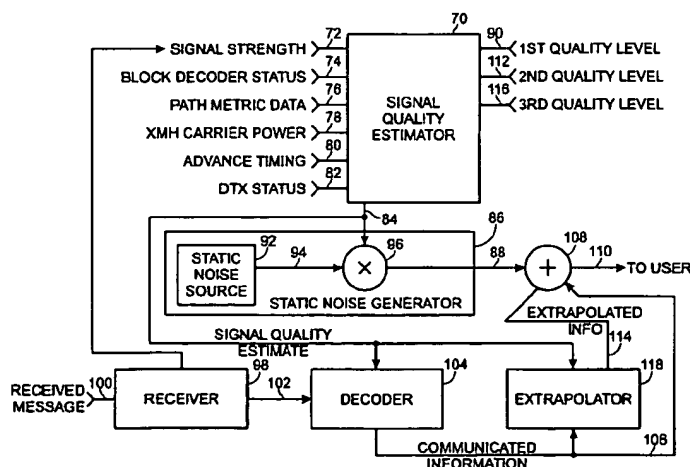 70
SIGNAL STRENGTH 72
90 1ST QUALITY LEVEL
BLOCK DECODER STATUS 74
112 2ND QUALITY LEVEL
PATH METRIC DATA 76
116 3RD QUALITY LEVEL
XMH CARRIER POWER 78
ADVANCE TIMING 80
DTX STATUS 82
SIGNAL
QUALITY
ESTIMATOR
84
86
92
STATIC
NOISE
SOURCE
94
96
88
108
110
TO USER
STATIC NOISE GENERATOR
EXTRAPOLATED
INFO
SIGNAL QUALITY
ESTIMATE
114
RECEIVED
MESSAGE
100
98
RECEIVER
102
104
DECODER
118
EXTRAPOLATOR
COMMUNICATED
INFORMATION
108